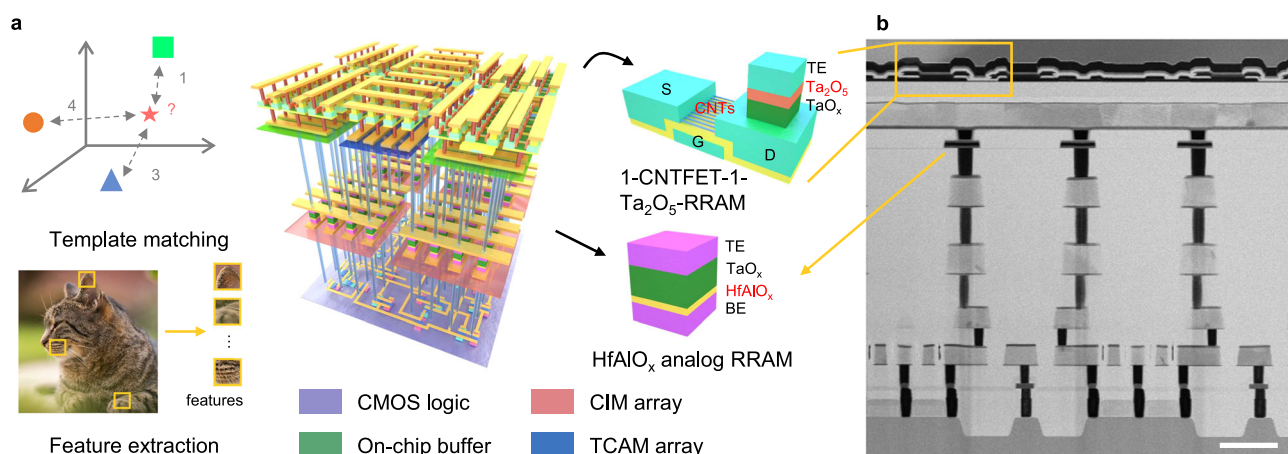 a
b
1
4
?
3
Template matching
⋮
features
Feature extraction
S
CNTs
G
D
TE
Ta₂O₅
TaOₓ
1-CNTFET-1-
Ta₂O₅-RRAM
TE
TaOₓ
HfAlOₓ
BE
HfAlOₓ analog RRAM
CMOS logic
CIM array
On-chip buffer
TCAM array